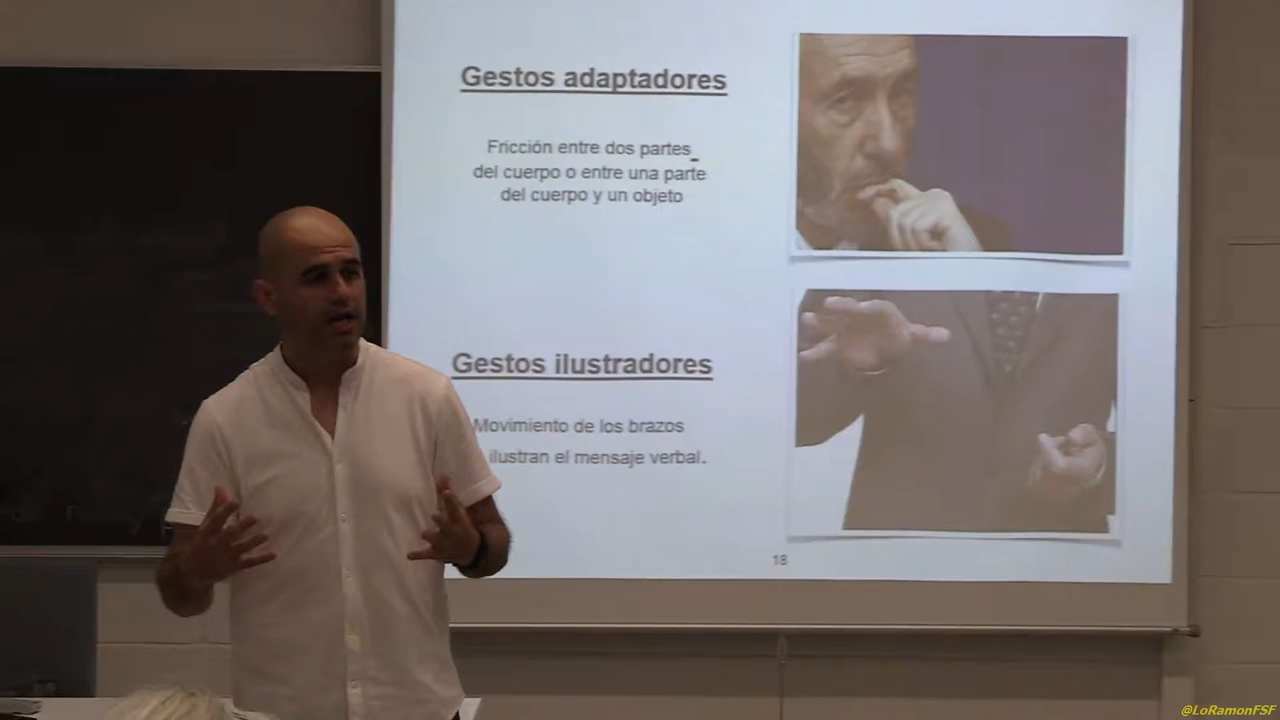 Gestos adaptadores
Fricción entre dos partes
del cuerpo o entre una parte
del cuerpo y un objeto
Gestos ilustradores
Movimiento de los brazos
ilustran el mensaje verbal.
18
@LoRamonFSF